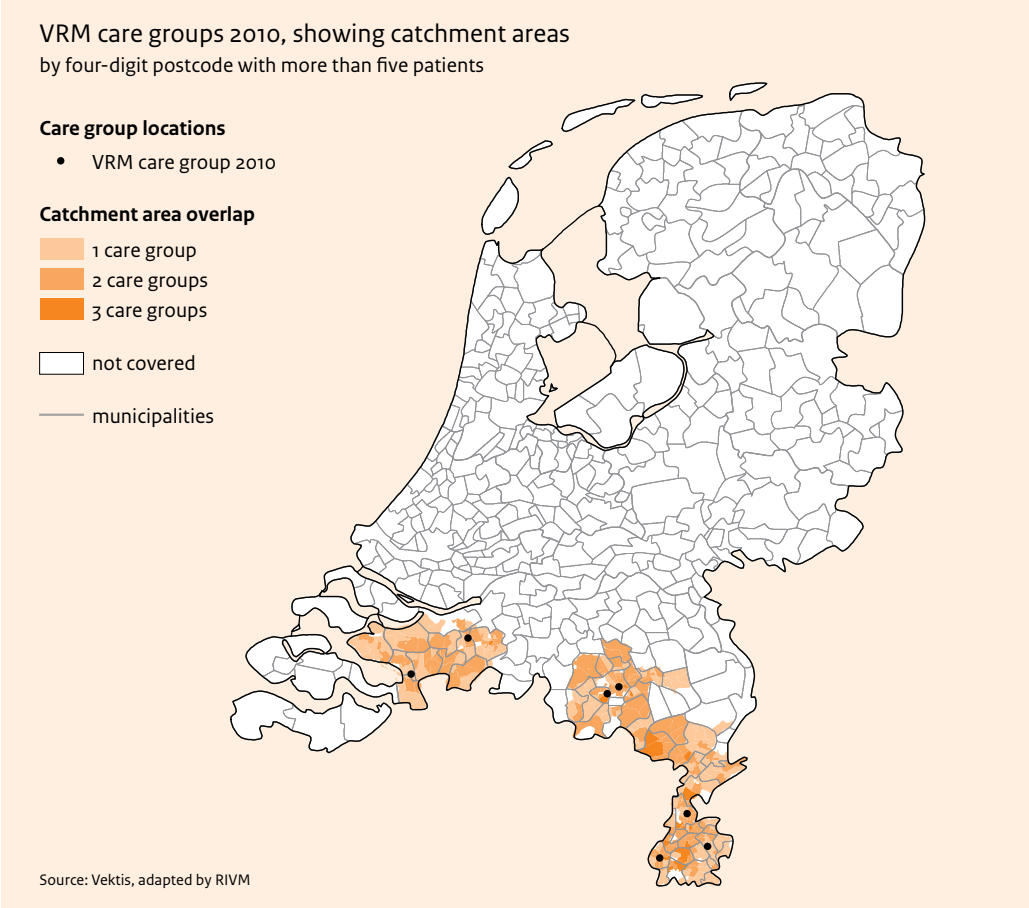 VRM care groups 2010, showing catchment areas
by four-digit postcode with more than five patients
Care group locations
VRM care group 2010
Catchment area overlap
1 care group
2 care groups
3 care groups
not covered
municipalities
Source: Vektis, adapted by RIVM